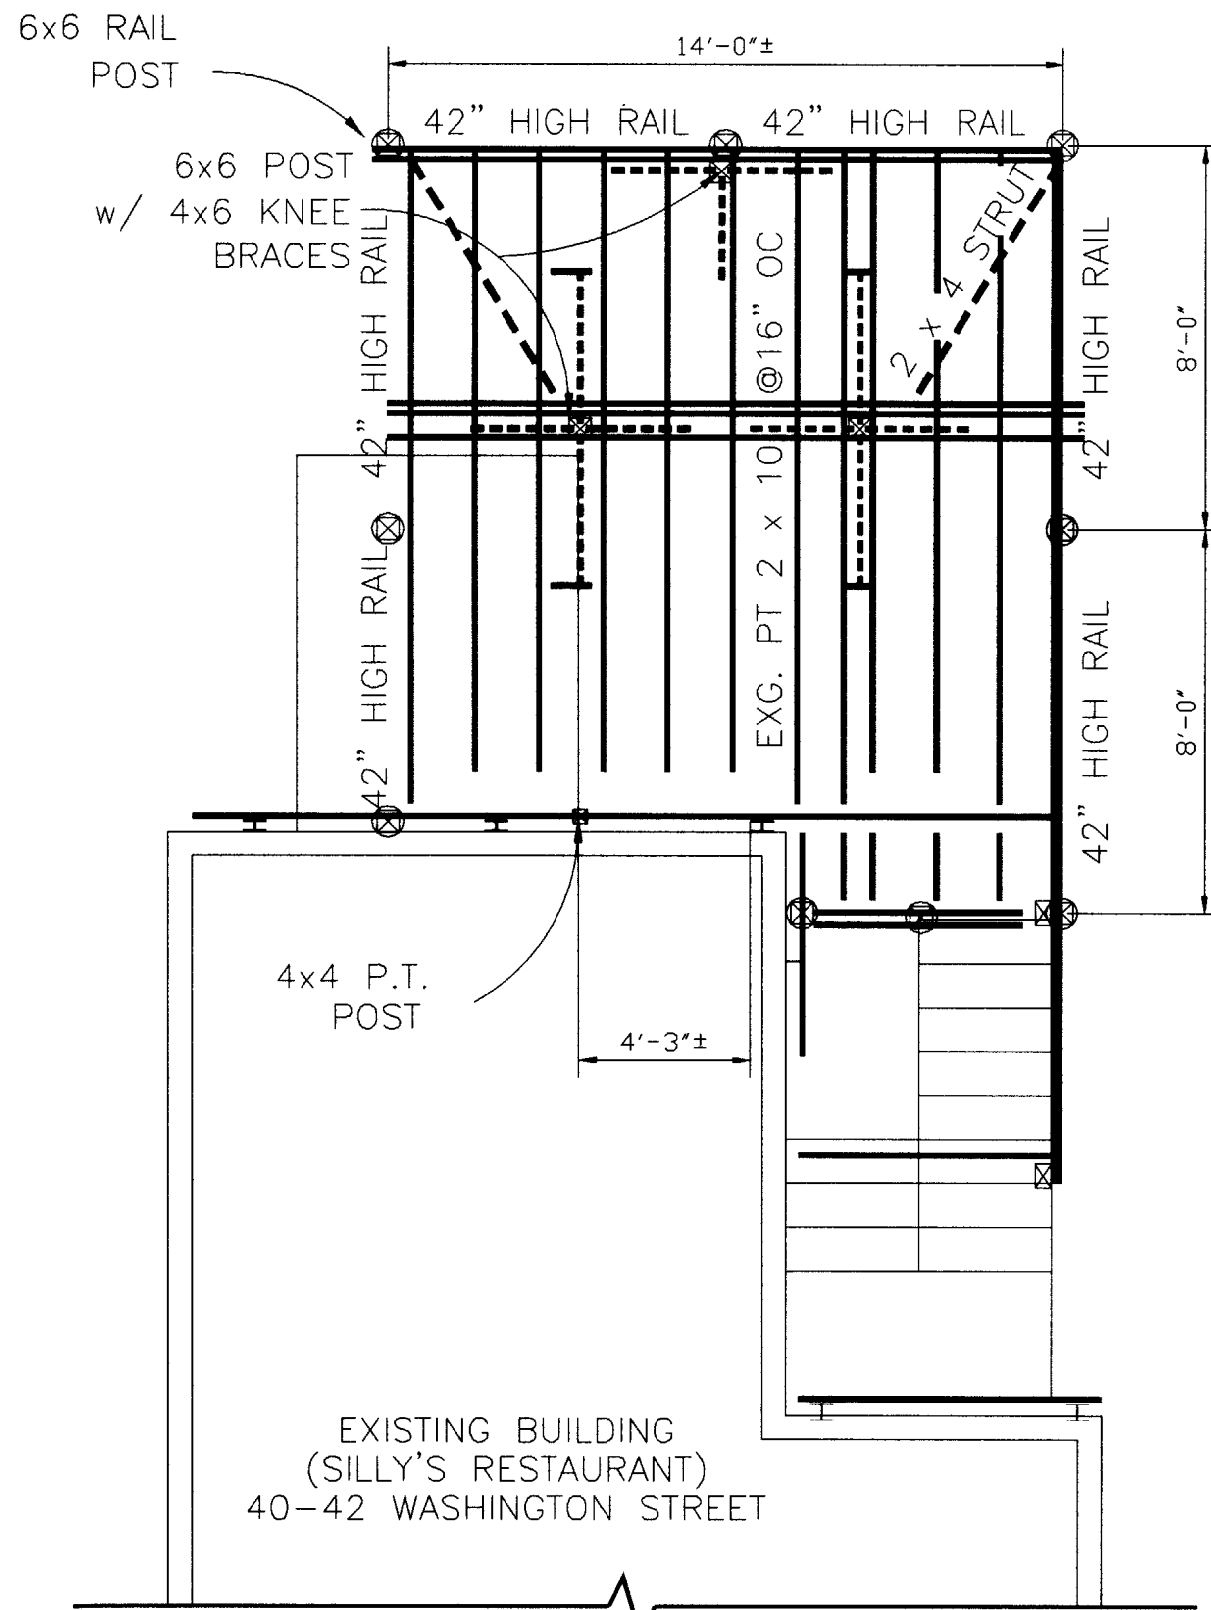 6x6 RAIL
POST
14'-0"±
42" HIGH RAIL
42" HIGH RAIL
6x6 POST
w/ 4x6 KNEE
BRACES
42" HIGH RAIL
EXG. PT 2 x 10 @16" OC
2 x 4 STRUT
42" HIGH RAIL
8'-0"
42" HIGH RAIL
42" HIGH RAIL
8'-0"
4x4 P.T.
POST
4'-3"±
EXISTING BUILDING
(SILLY'S RESTAURANT)
40-42 WASHINGTON STREET